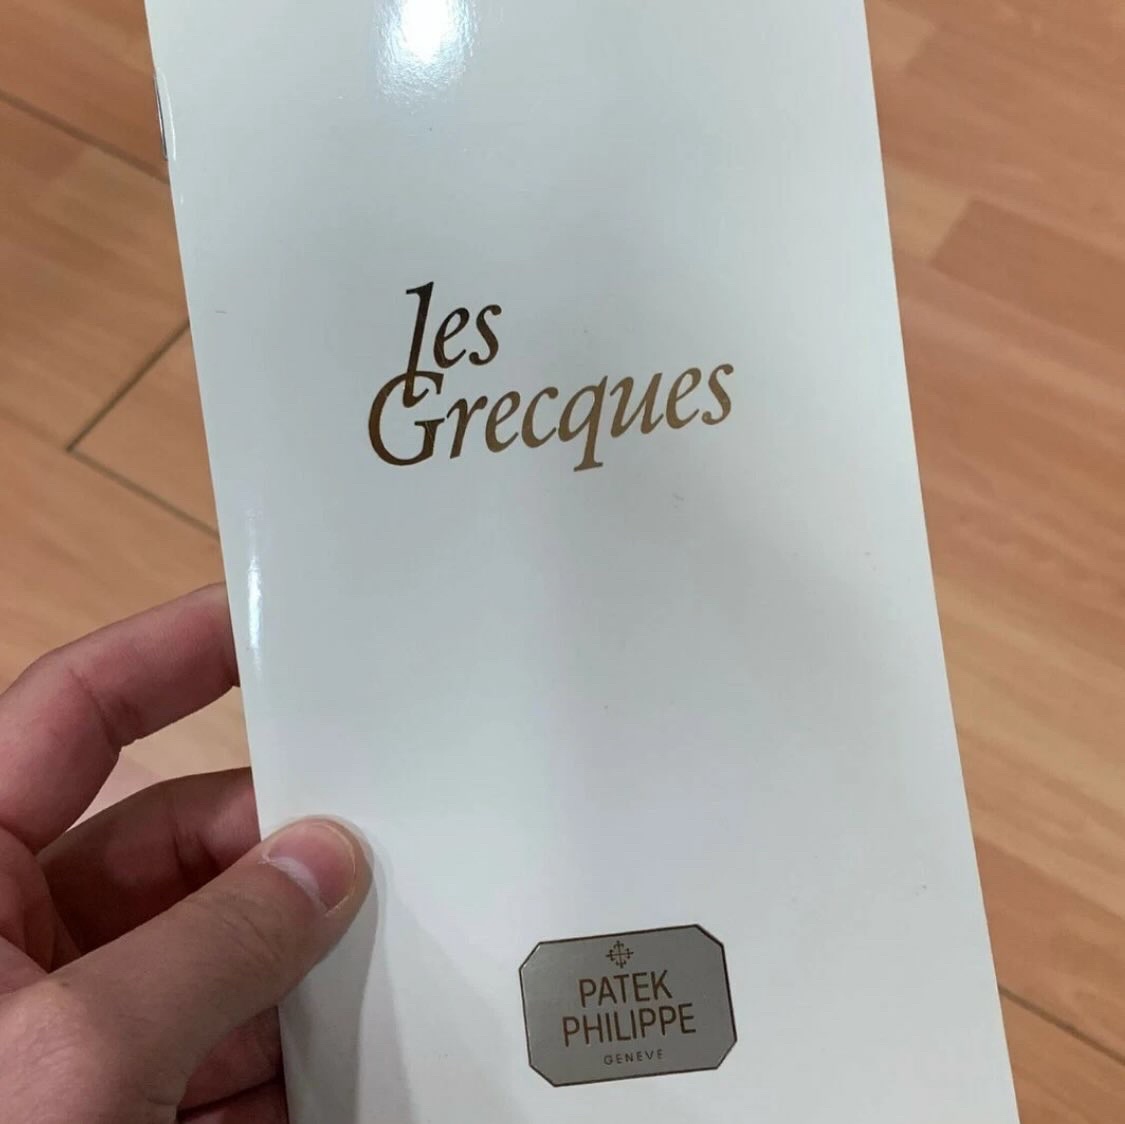 les
Grecques
PATEK
PHILIPPE
GENEVE